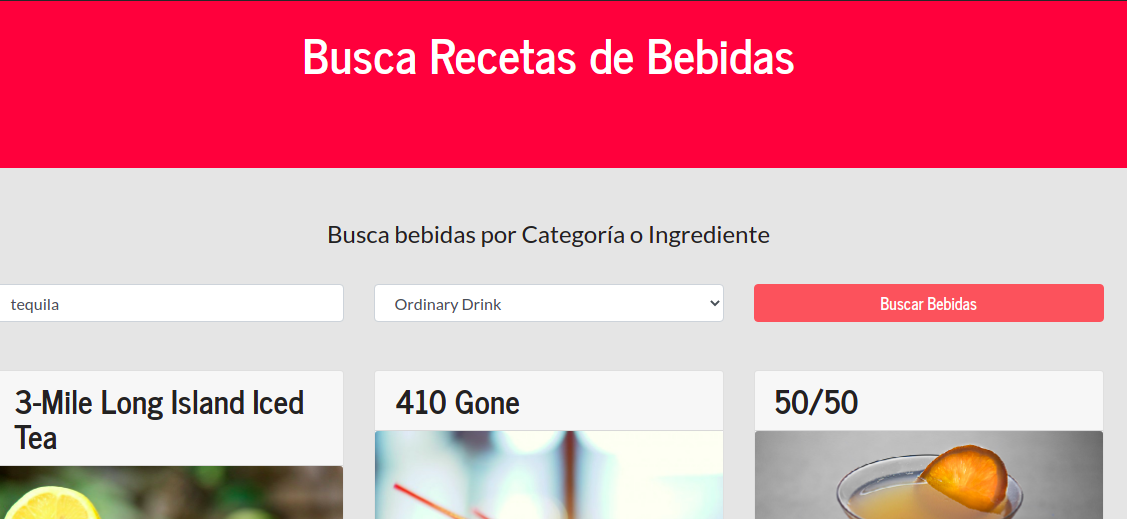 Busca Recetas de Bebidas
Busca bebidas por Categoría o Ingrediente
tequila
Ordinary Drink
Buscar Bebidas
3-Mile Long Island Iced
Tea
410 Gone
50/50